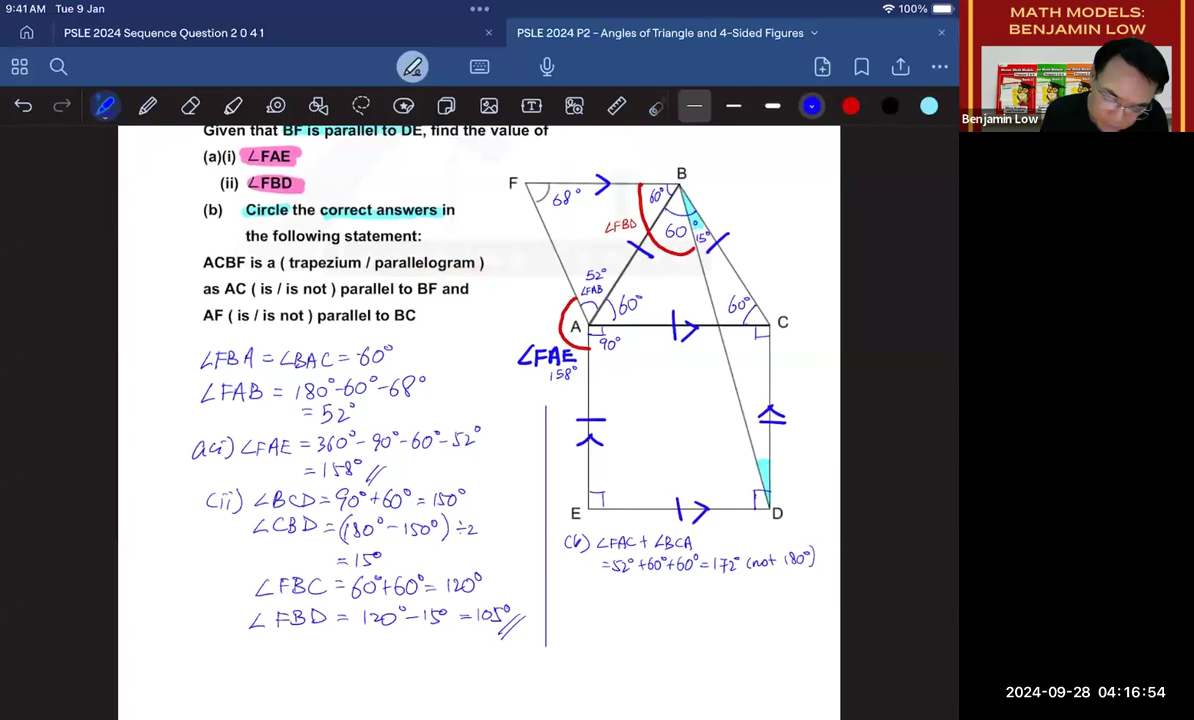 9:41 AM Tue 9 Jan
100%
PSLE 2024 Sequence Question 2 0 4 1
PSLE 2024 P2 - Angles of Triangle and 4-Sided Figures
MATH MODELS:
BENJAMIN LOW
Benjamin Low
Given that BF is parallel to DE, find the value of
(a)(i) ∠FAE
(ii) ∠FBD
(b) Circle the correct answers in
the following statement:
ACBF is a ( trapezium / parallelogram )
as AC ( is / is not ) parallel to BF and
AF ( is / is not ) parallel to BC
∠FBA = ∠BAC = 60°
∠FAB = 180°-60°-68°
= 52°
a(i) ∠FAE = 360°-90°-60°-52°
= 158°
(ii) ∠BCD = 90°+60° = 150°
∠CBD = (180°-150°)÷2
= 15°
∠FBC = 60°+60° = 120°
∠FBD = 120°-15° = 105°
F
B
68°
60°
∠FBD
60°
15°
52°
∠FAB
60°
60°
A
C
90°
∠FAE
158°
E
D
(b) ∠FAC + ∠BCA
= 52°+60°+60° = 172° (not 180°)
2024-09-28 04:16:54